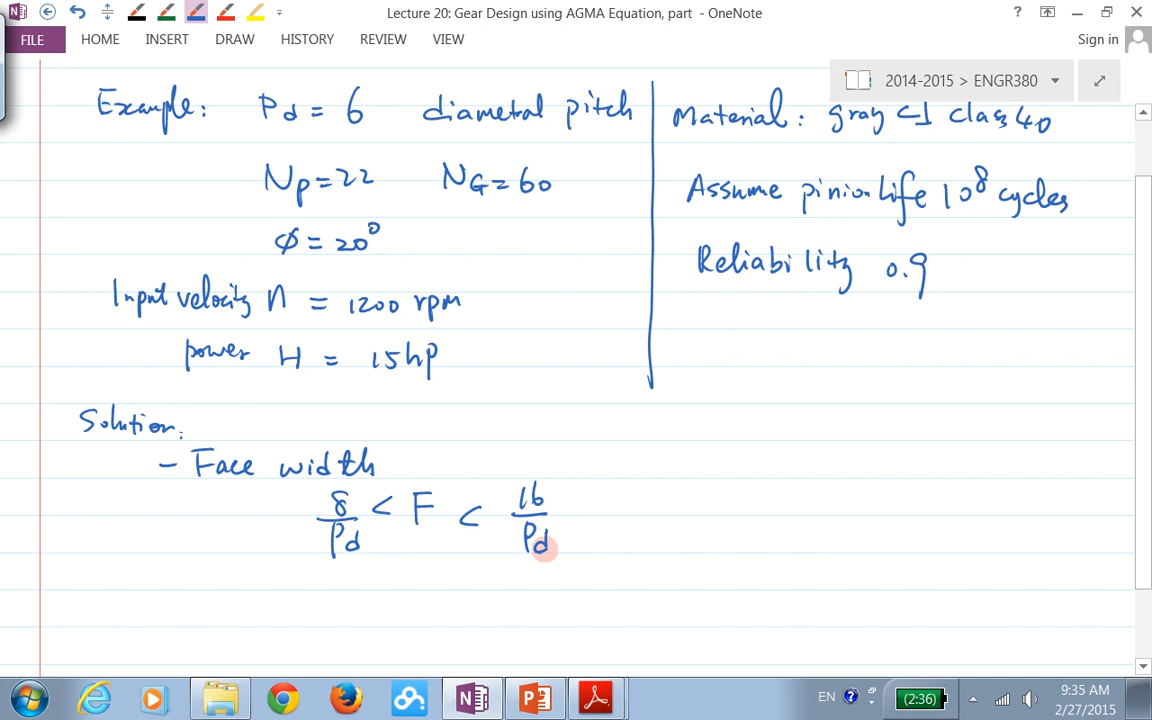 Lecture 20: Gear Design using AGMA Equation, part - OneNote
FILE HOME INSERT DRAW HISTORY REVIEW VIEW
Sign in
2014-2015 > ENGR380
Example: Pd = 6 diametral pitch
NP = 22 NG = 60
φ = 20°
Input velocity n = 1200 rpm
power H = 15hp
Material: gray CI class 40
Assume pinion life 10^8 cycles
Reliability 0.9
Solution:
- Face width
8/Pd < F < 16/Pd
EN
(2:36)
9:35 AM
2/27/2015